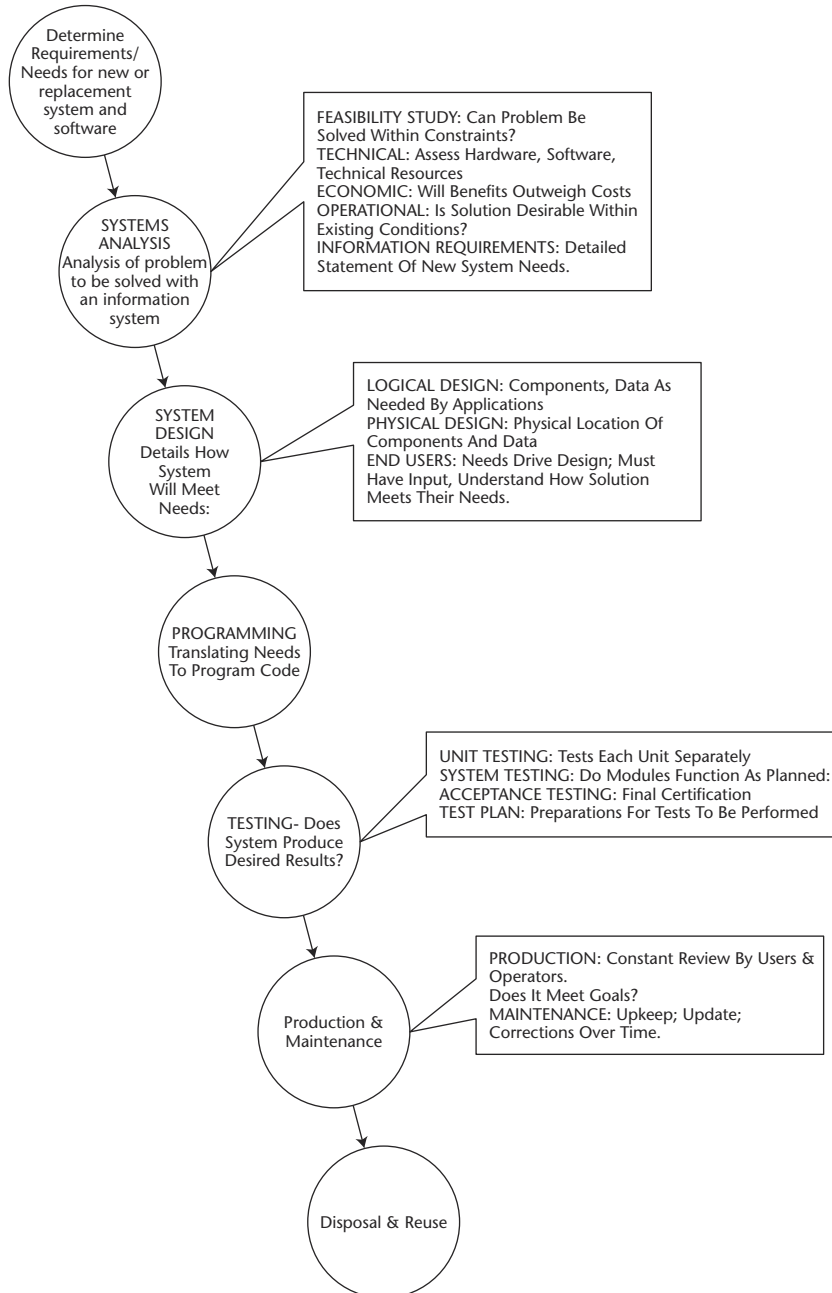 Determine
Requirements/
Needs for new or
replacement
system and
software
FEASIBILITY STUDY: Can Problem Be
Solved Within Constraints?
TECHNICAL: Assess Hardware, Software,
Technical Resources
ECONOMIC: Will Benefits Outweigh Costs
OPERATIONAL: Is Solution Desirable Within
Existing Conditions?
INFORMATION REQUIREMENTS: Detailed
Statement Of New System Needs.
SYSTEMS
ANALYSIS
Analysis of problem
to be solved with
an information
system
LOGICAL DESIGN: Components, Data As
Needed By Applications
PHYSICAL DESIGN: Physical Location Of
Components And Data
END USERS: Needs Drive Design; Must
Have Input, Understand How Solution
Meets Their Needs.
SYSTEM
DESIGN
Details How
System
Will Meet
Needs:
PROGRAMMING
Translating Needs
To Program Code
UNIT TESTING: Tests Each Unit Separately
SYSTEM TESTING: Do Modules Function As Planned:
ACCEPTANCE TESTING: Final Certification
TEST PLAN: Preparations For Tests To Be Performed
TESTING- Does
System Produce
Desired Results?
PRODUCTION: Constant Review By Users &
Operators.
Does It Meet Goals?
MAINTENANCE: Upkeep; Update;
Corrections Over Time.
Production &
Maintenance
Disposal & Reuse